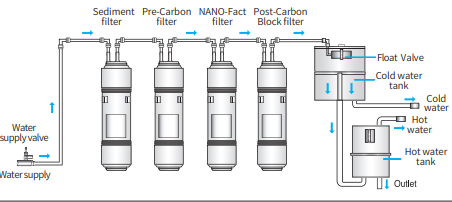 Sediment Pre-Carbon NANO-Fact Post-Carbon
filter filter filter Block filter
Float Valve
Cold water
tank
Cold
water
Hot
water
Water
supply valve
Hot water
tank
Water supply
Outlet